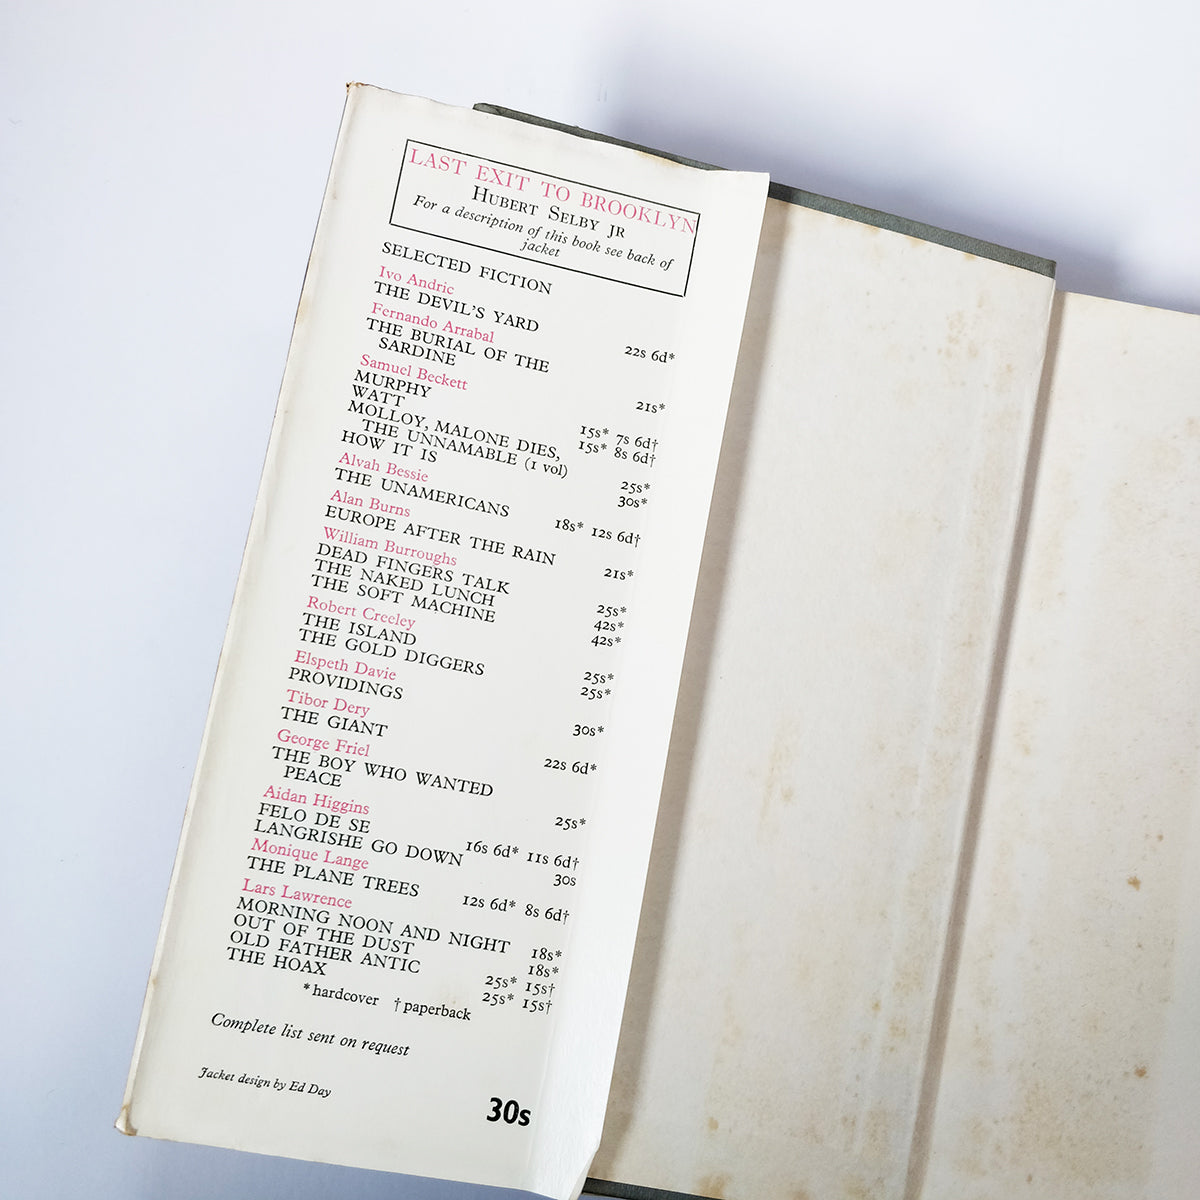 LAST EXIT TO BROOKLYN
HUBERT SELBY JR
For a description of this book see back of
jacket
SELECTED FICTION
Ivo Andric
THE DEVIL'S YARD 22s 6d*
Fernando Arrabal
THE BURIAL OF THE
SARDINE 21s*
Samuel Beckett
MURPHY 15s* 7s 6d†
WATT 15s* 8s 6d†
MOLLOY, MALONE DIES,
THE UNNAMABLE (1 vol) 25s*
HOW IT IS 30s*
Alvah Bessie
THE UNAMERICANS 18s* 12s 6d†
Alan Burns
EUROPE AFTER THE RAIN 21s*
William Burroughs
DEAD FINGERS TALK 25s*
THE NAKED LUNCH 42s*
THE SOFT MACHINE 42s*
Robert Creeley
THE ISLAND 25s*
THE GOLD DIGGERS 25s*
Elspeth Davie
PROVIDINGS 30s*
Tibor Dery
THE GIANT 22s 6d*
George Friel
THE BOY WHO WANTED
PEACE 25s*
Aidan Higgins
FELO DE SE 16s 6d* 11s 6d†
LANGRISHE GO DOWN 30s
Monique Lange
THE PLANE TREES 12s 6d* 8s 6d†
Lars Lawrence
MORNING NOON AND NIGHT 18s*
OUT OF THE DUST 18s*
OLD FATHER ANTIC 25s* 15s†
THE HOAX 25s* 15s†
*hardcover †paperback
Complete list sent on request
Jacket design by Ed Day
30s